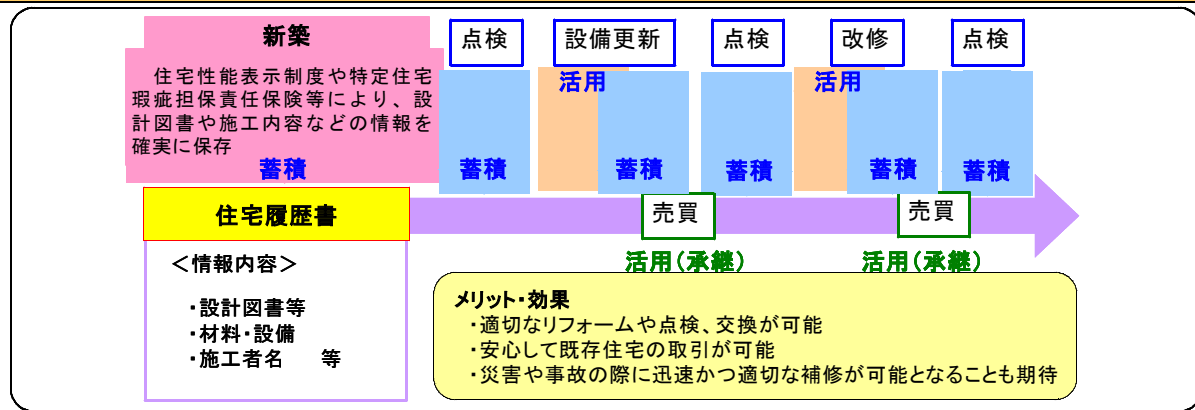 新築
住宅性能表示制度や特定住宅
瑕疵担保責任保険等により、設
計図書や施工内容などの情報を
確実に保存
蓄積
点検
蓄積
設備更新
活用
蓄積
点検
蓄積
改修
活用
蓄積
点検
蓄積
住宅履歴書
売買
活用(承継)
売買
活用(承継)
＜情報内容＞
・設計図書等
・材料・設備
・施工者名　等
メリット・効果
・適切なリフォームや点検、交換が可能
・安心して既存住宅の取引が可能
・災害や事故の際に迅速かつ適切な補修が可能となることも期待